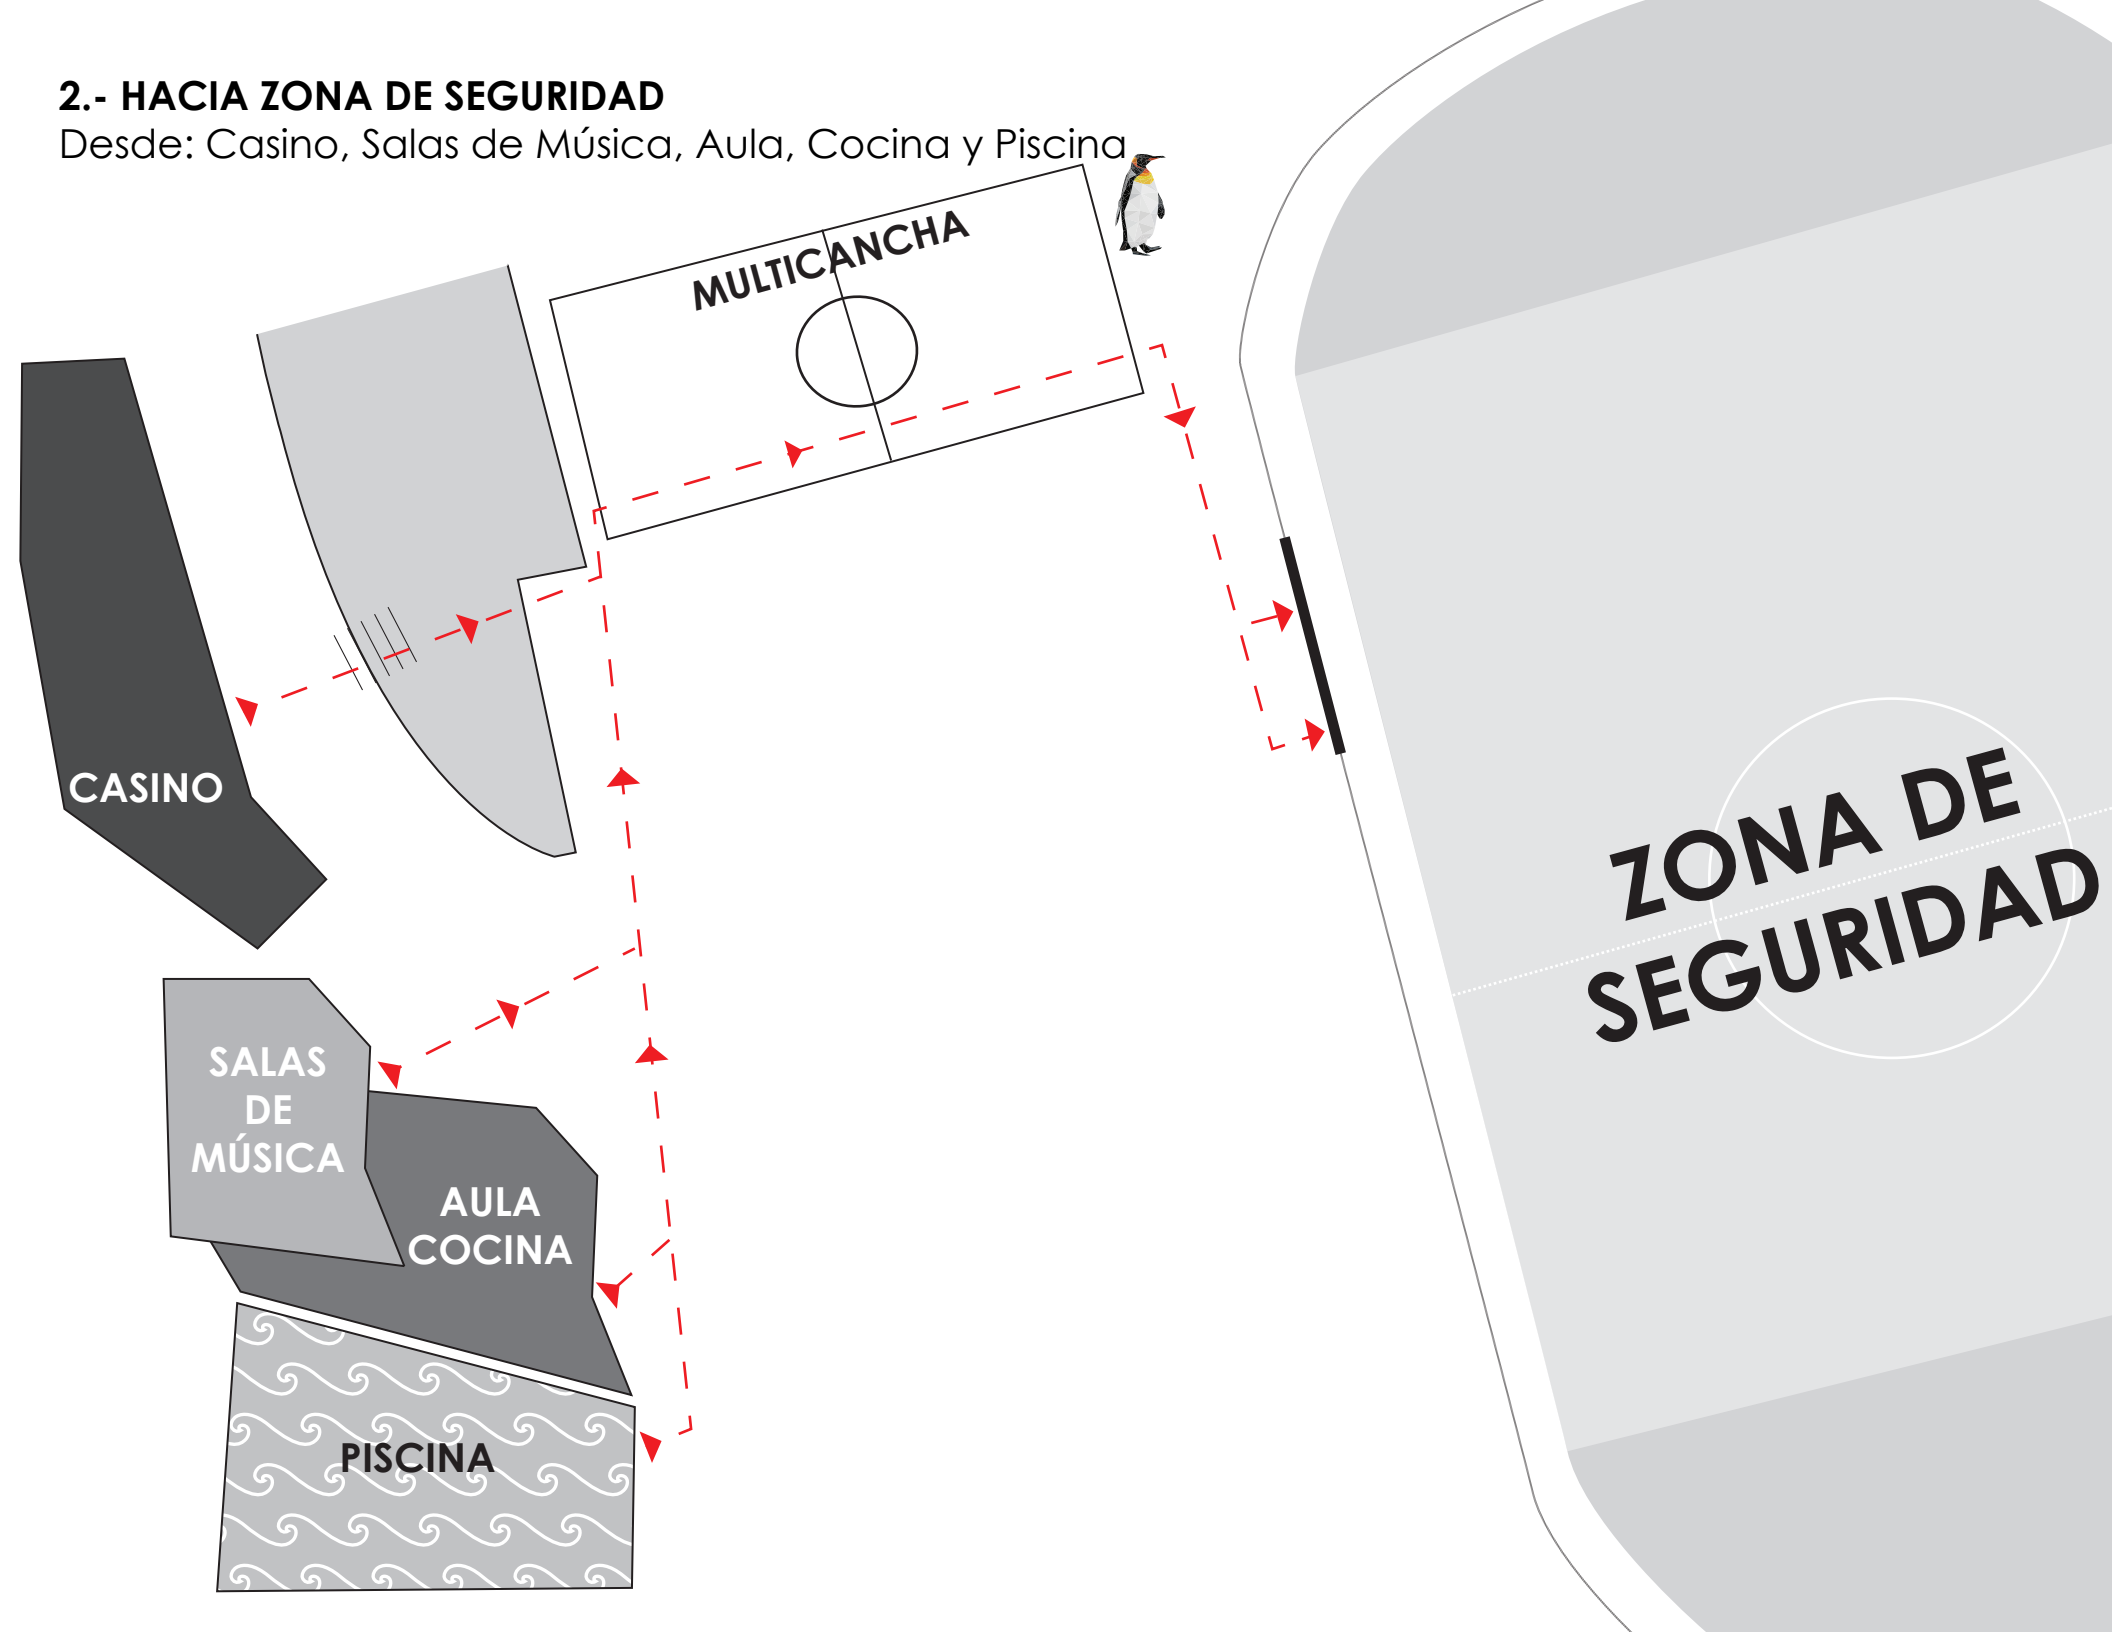 2.- HACIA ZONA DE SEGURIDAD
Desde: Casino, Salas de Música, Aula, Cocina y Piscina
MULTICANCHA
CASINO
ZONA DE
SEGURIDAD
SALAS
DE
MÚSICA
AULA
COCINA
PISCINA